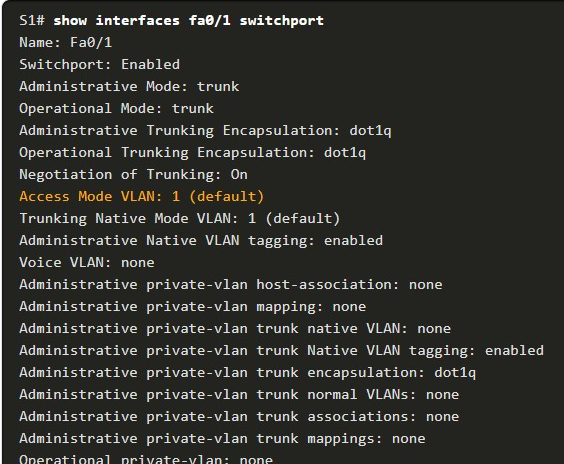 S1# show interfaces fa0/1 switchport
Name: Fa0/1
Switchport: Enabled
Administrative Mode: trunk
Operational Mode: trunk
Administrative Trunking Encapsulation: dot1q
Operational Trunking Encapsulation: dot1q
Negotiation of Trunking: On
Access Mode VLAN: 1 (default)
Trunking Native Mode VLAN: 1 (default)
Administrative Native VLAN tagging: enabled
Voice VLAN: none
Administrative private-vlan host-association: none
Administrative private-vlan mapping: none
Administrative private-vlan trunk native VLAN: none
Administrative private-vlan trunk Native VLAN tagging: enabled
Administrative private-vlan trunk encapsulation: dot1q
Administrative private-vlan trunk normal VLANs: none
Administrative private-vlan trunk associations: none
Administrative private-vlan trunk mappings: none
Operational private-vlan: none